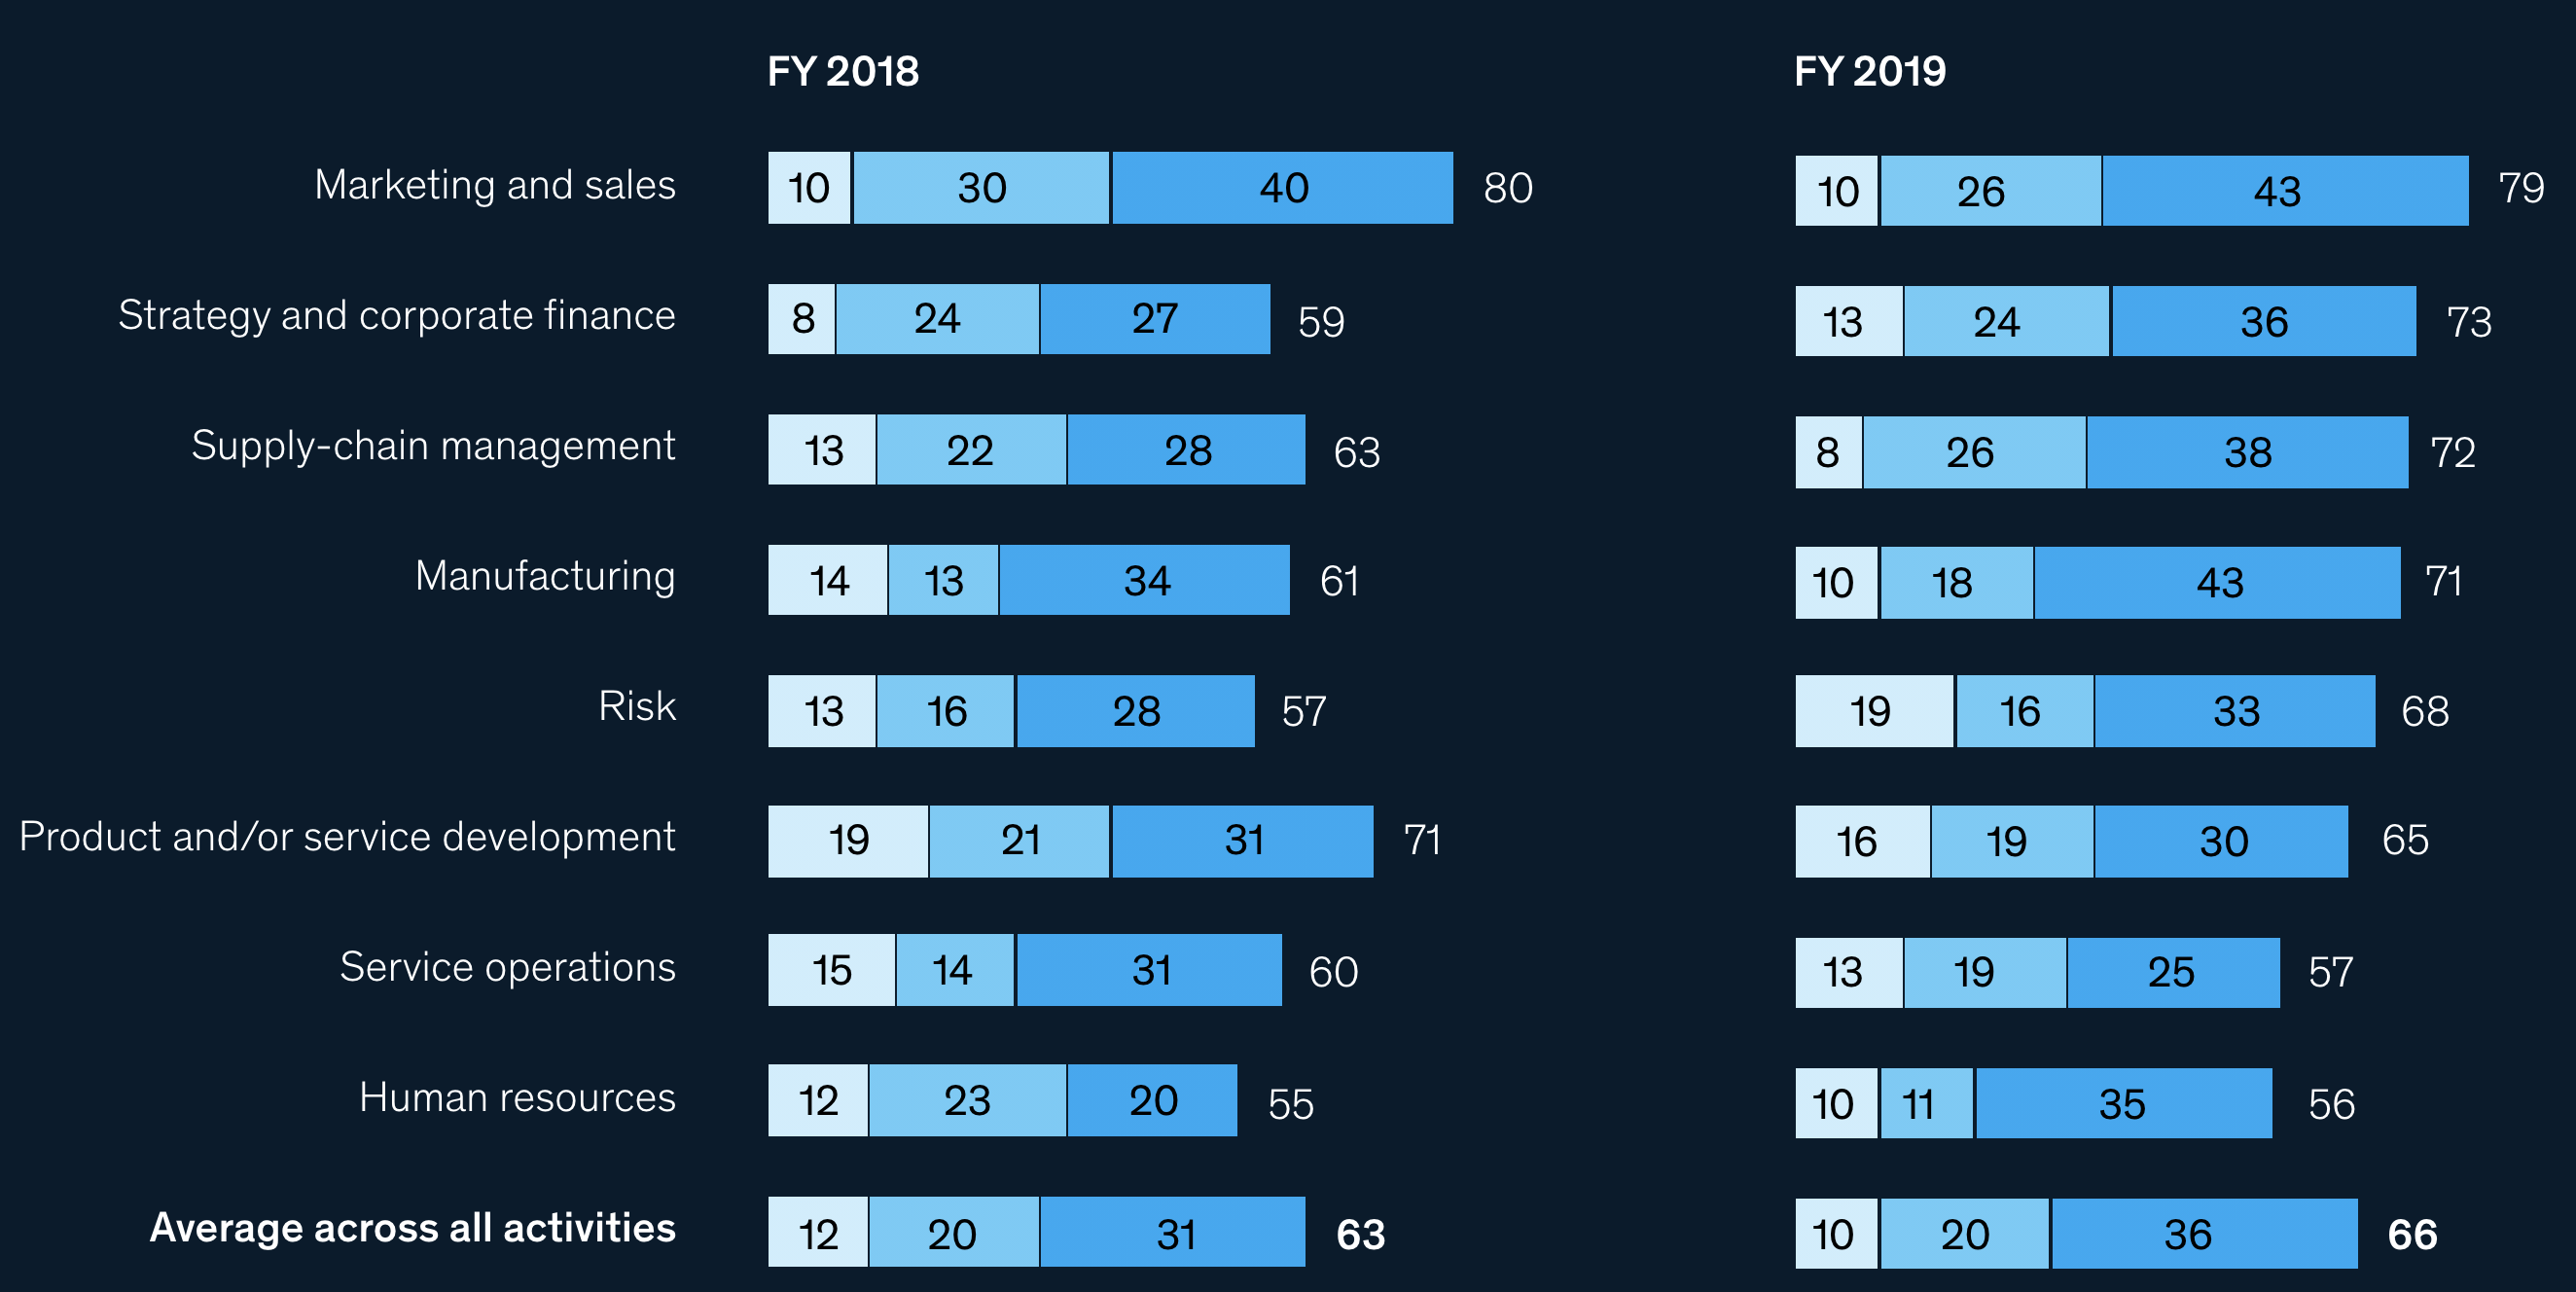 FY 2018 FY 2019
Marketing and sales 10 30 40 80 10 26 43 79
Strategy and corporate finance 8 24 27 59 13 24 36 73
Supply-chain management 13 22 28 63 8 26 38 72
Manufacturing 14 13 34 61 10 18 43 71
Risk 13 16 28 57 19 16 33 68
Product and/or service development 19 21 31 71 16 19 30 65
Service operations 15 14 31 60 13 19 25 57
Human resources 12 23 20 55 10 11 35 56
Average across all activities 12 20 31 63 10 20 36 66